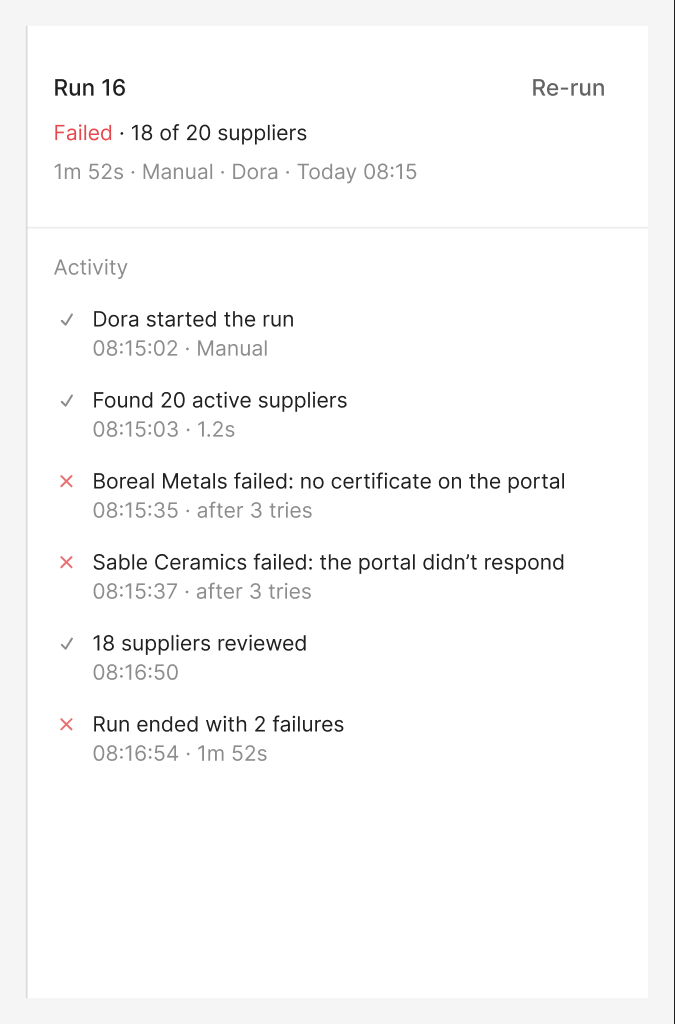 Run 16
Re-run
Failed · 18 of 20 suppliers
1m 52s · Manual · Dora · Today 08:15
Activity
Dora started the run
08:15:02 · Manual
Found 20 active suppliers
08:15:03 · 1.2s
Boreal Metals failed: no certificate on the portal
08:15:35 · after 3 tries
Sable Ceramics failed: the portal didn’t respond
08:15:37 · after 3 tries
18 suppliers reviewed
08:16:50
Run ended with 2 failures
08:16:54 · 1m 52s